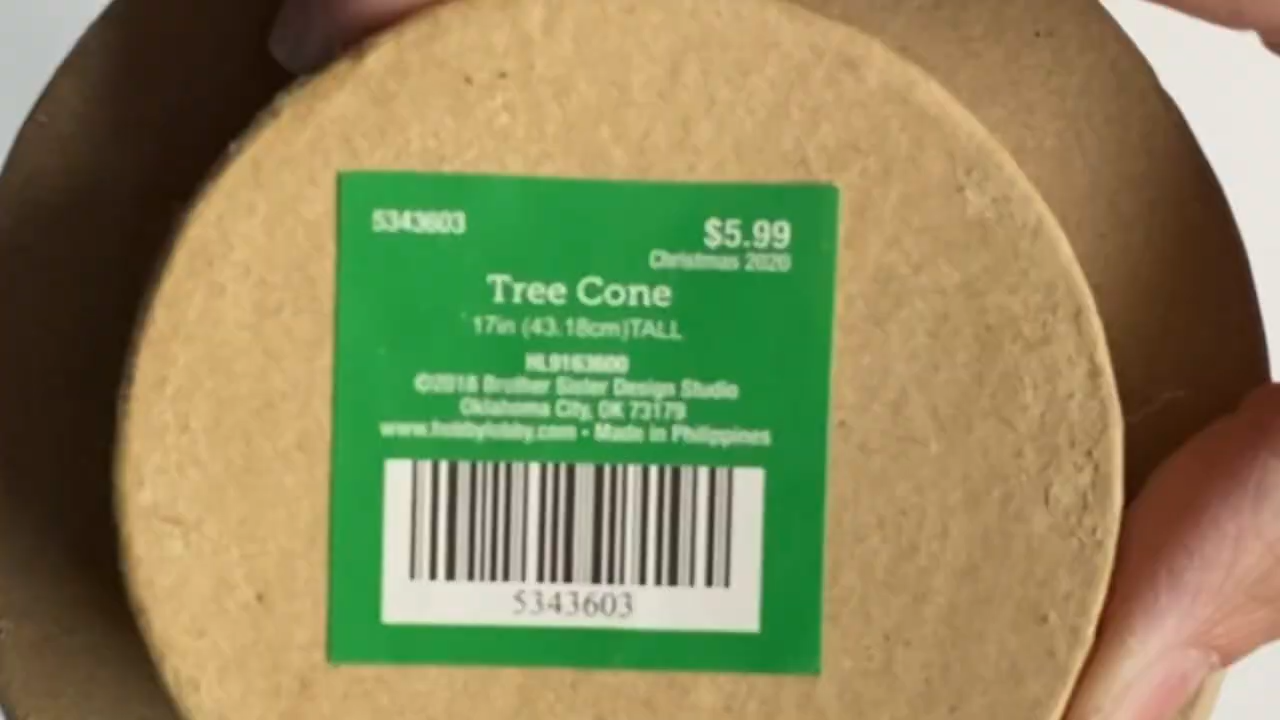 5343603
$5.99
Christmas 2020
Tree Cone
17in (43.18cm)TALL
HL9163600
©2018 Brother Sister Design Studio
Oklahoma City, OK 73179
www.hobbylobby.com • Made in Philippines
5343603